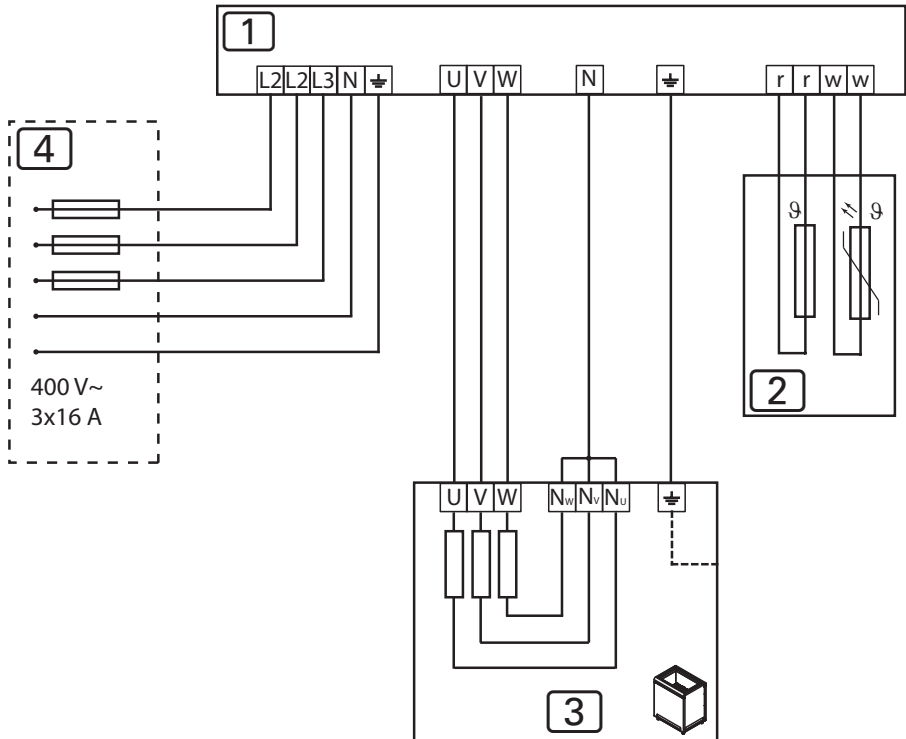 1
L2 L2 L3 N ⏚ U V W N ⏚ r r w w
4
ϑ ϑ
400 V~
3x16 A
2
U V W Nw Nv Nu ⏚
3